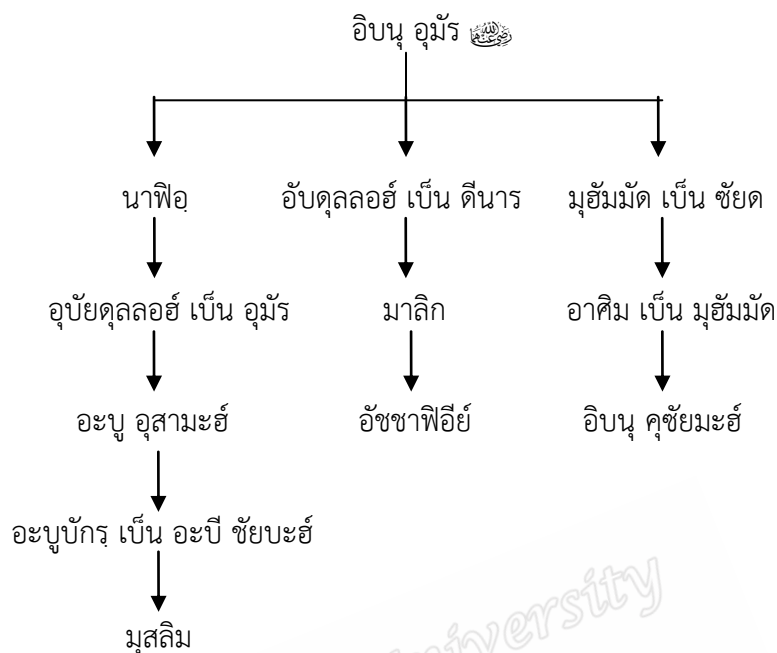 อิบนุ อุมัร رضي الله عنهما
นาฟิอฺ อับดุลลอฮ์ เบ็น ดีนาร มุฮัมมัด เบ็น ซัยด
อุบัยดุลลอฮ์ เบ็น อุมัร มาลิก อาศิม เบ็น มุฮัมมัด
อะบู อุสามะฮ์ อัชชาฟิอีย์ อิบนุ คุซัยมะฮ์
อะบูบักรฺ เบ็น อะบี ชัยบะฮ์
มุสลิม
University